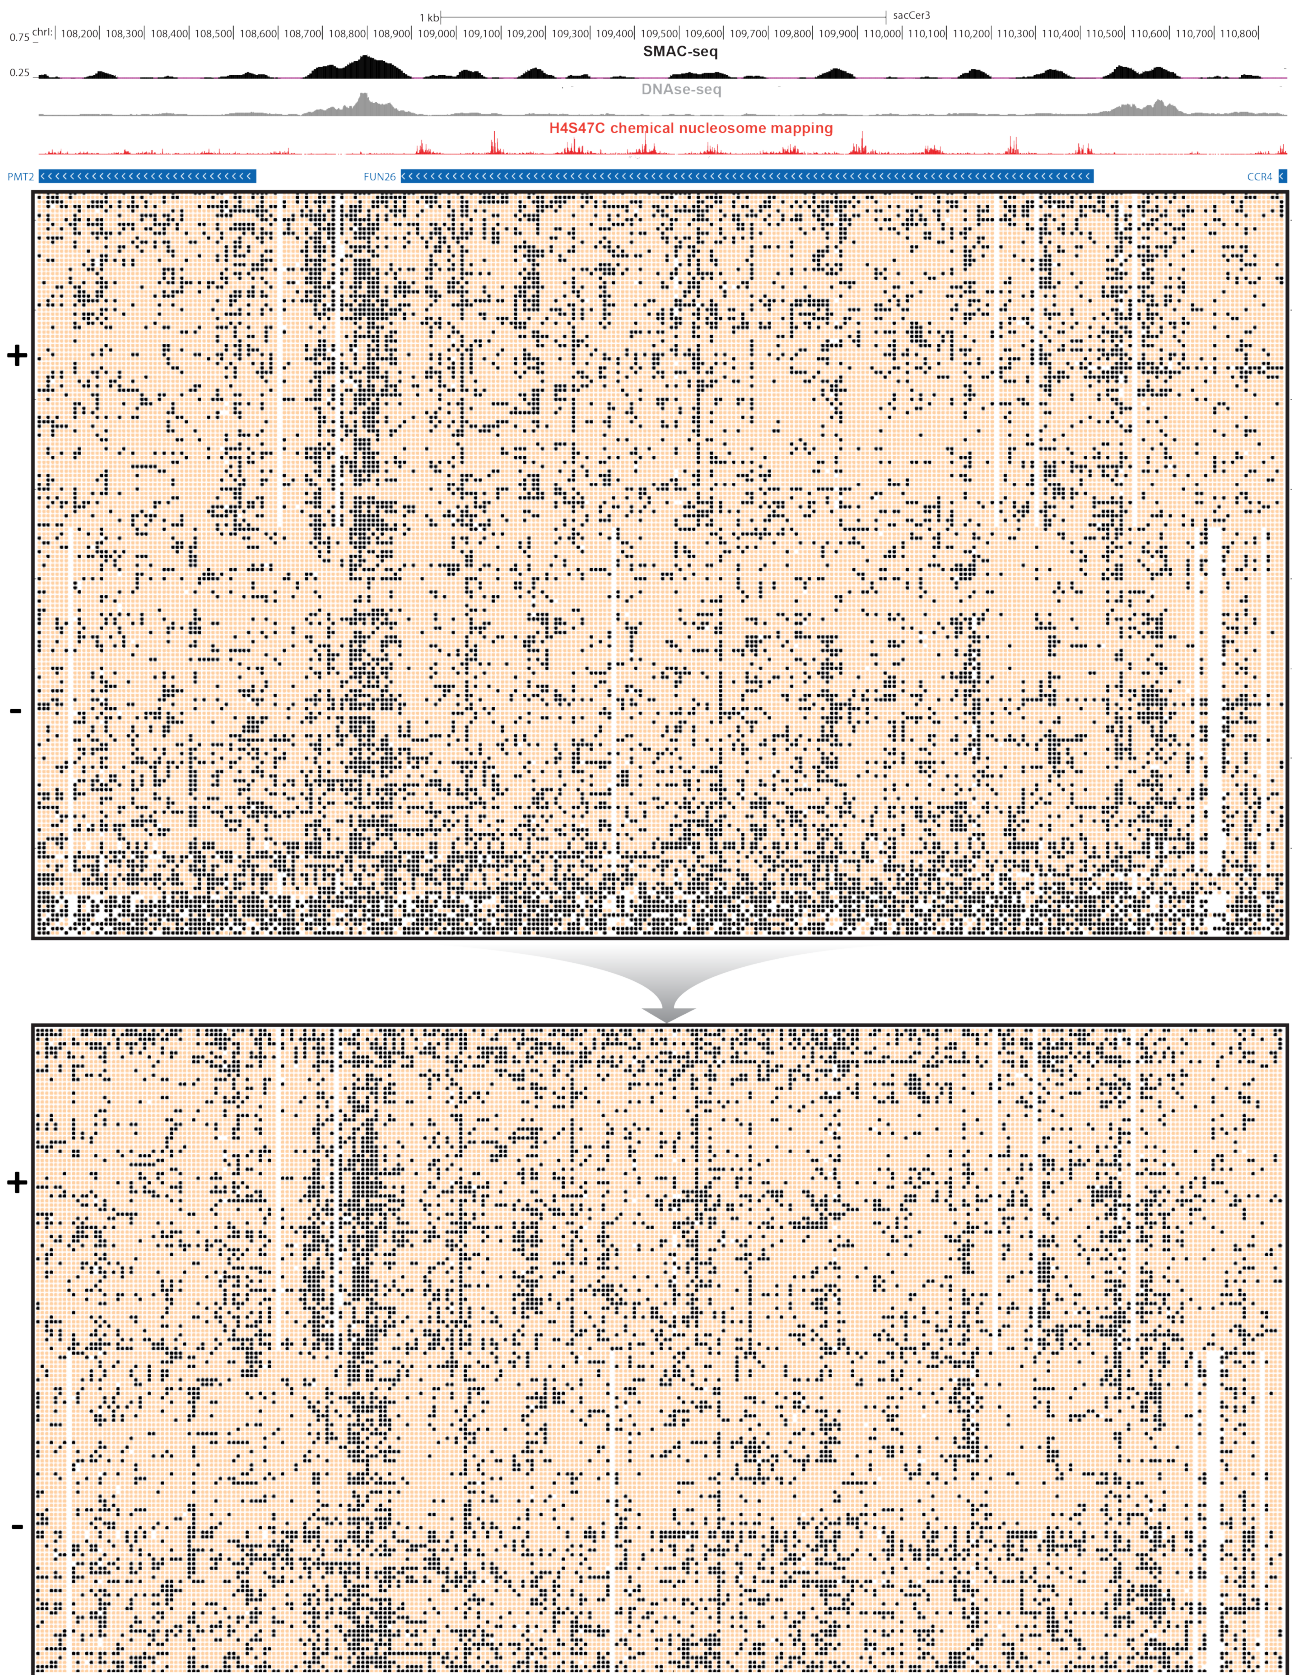 1 kb sacCer3
chrI: 108,200 108,300 108,400 108,500 108,600 108,700 108,800 108,900 109,000 109,100 109,200 109,300 109,400 109,500 109,600 109,700 109,800 109,900 110,000 110,100 110,200 110,300 110,400 110,500 110,600 110,700 110,800
0.75
SMAC-seq
0.25
DNAse-seq
H4S47C chemical nucleosome mapping
PMT2 FUN26 CCR4
+
-
+
-